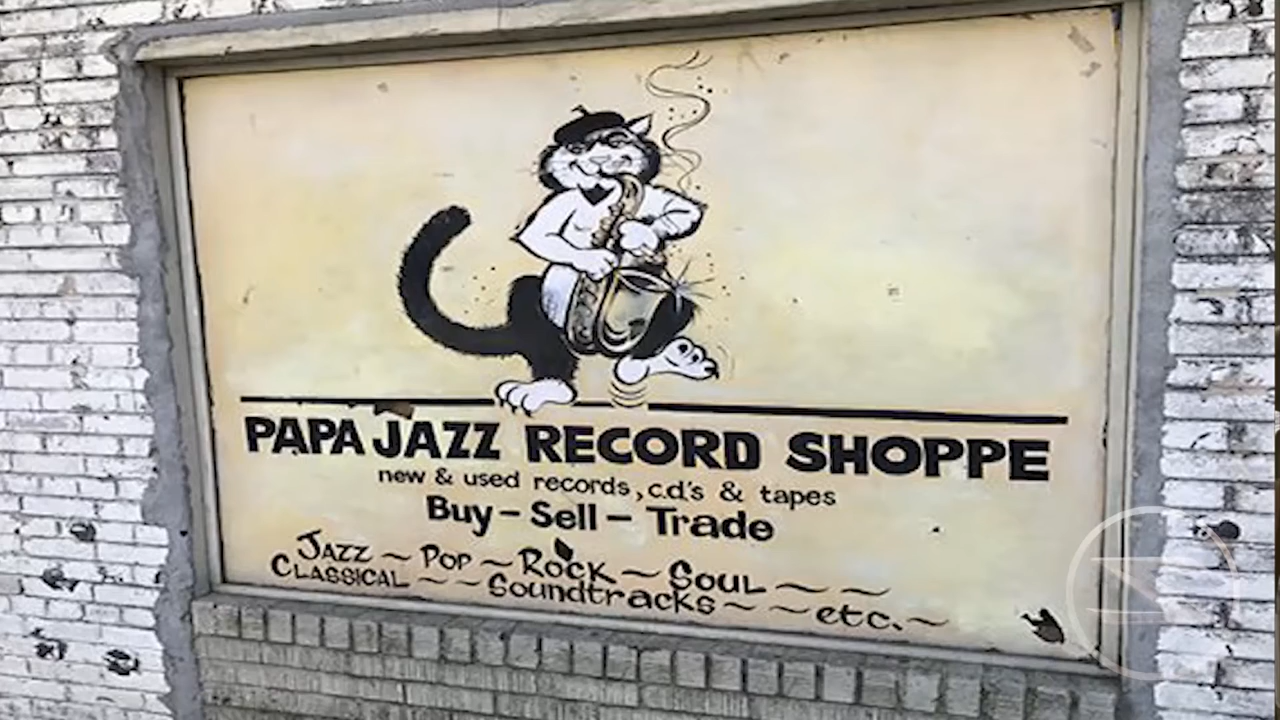 PAPA JAZZ RECORD SHOPPE
new & used records, c.d's & tapes
Buy - Sell - Trade
JAZZ ~ POP ~ ROCK ~ SOUL ~ ~
CLASSICAL ~ ~ Soundtracks ~ ~ etc. ~